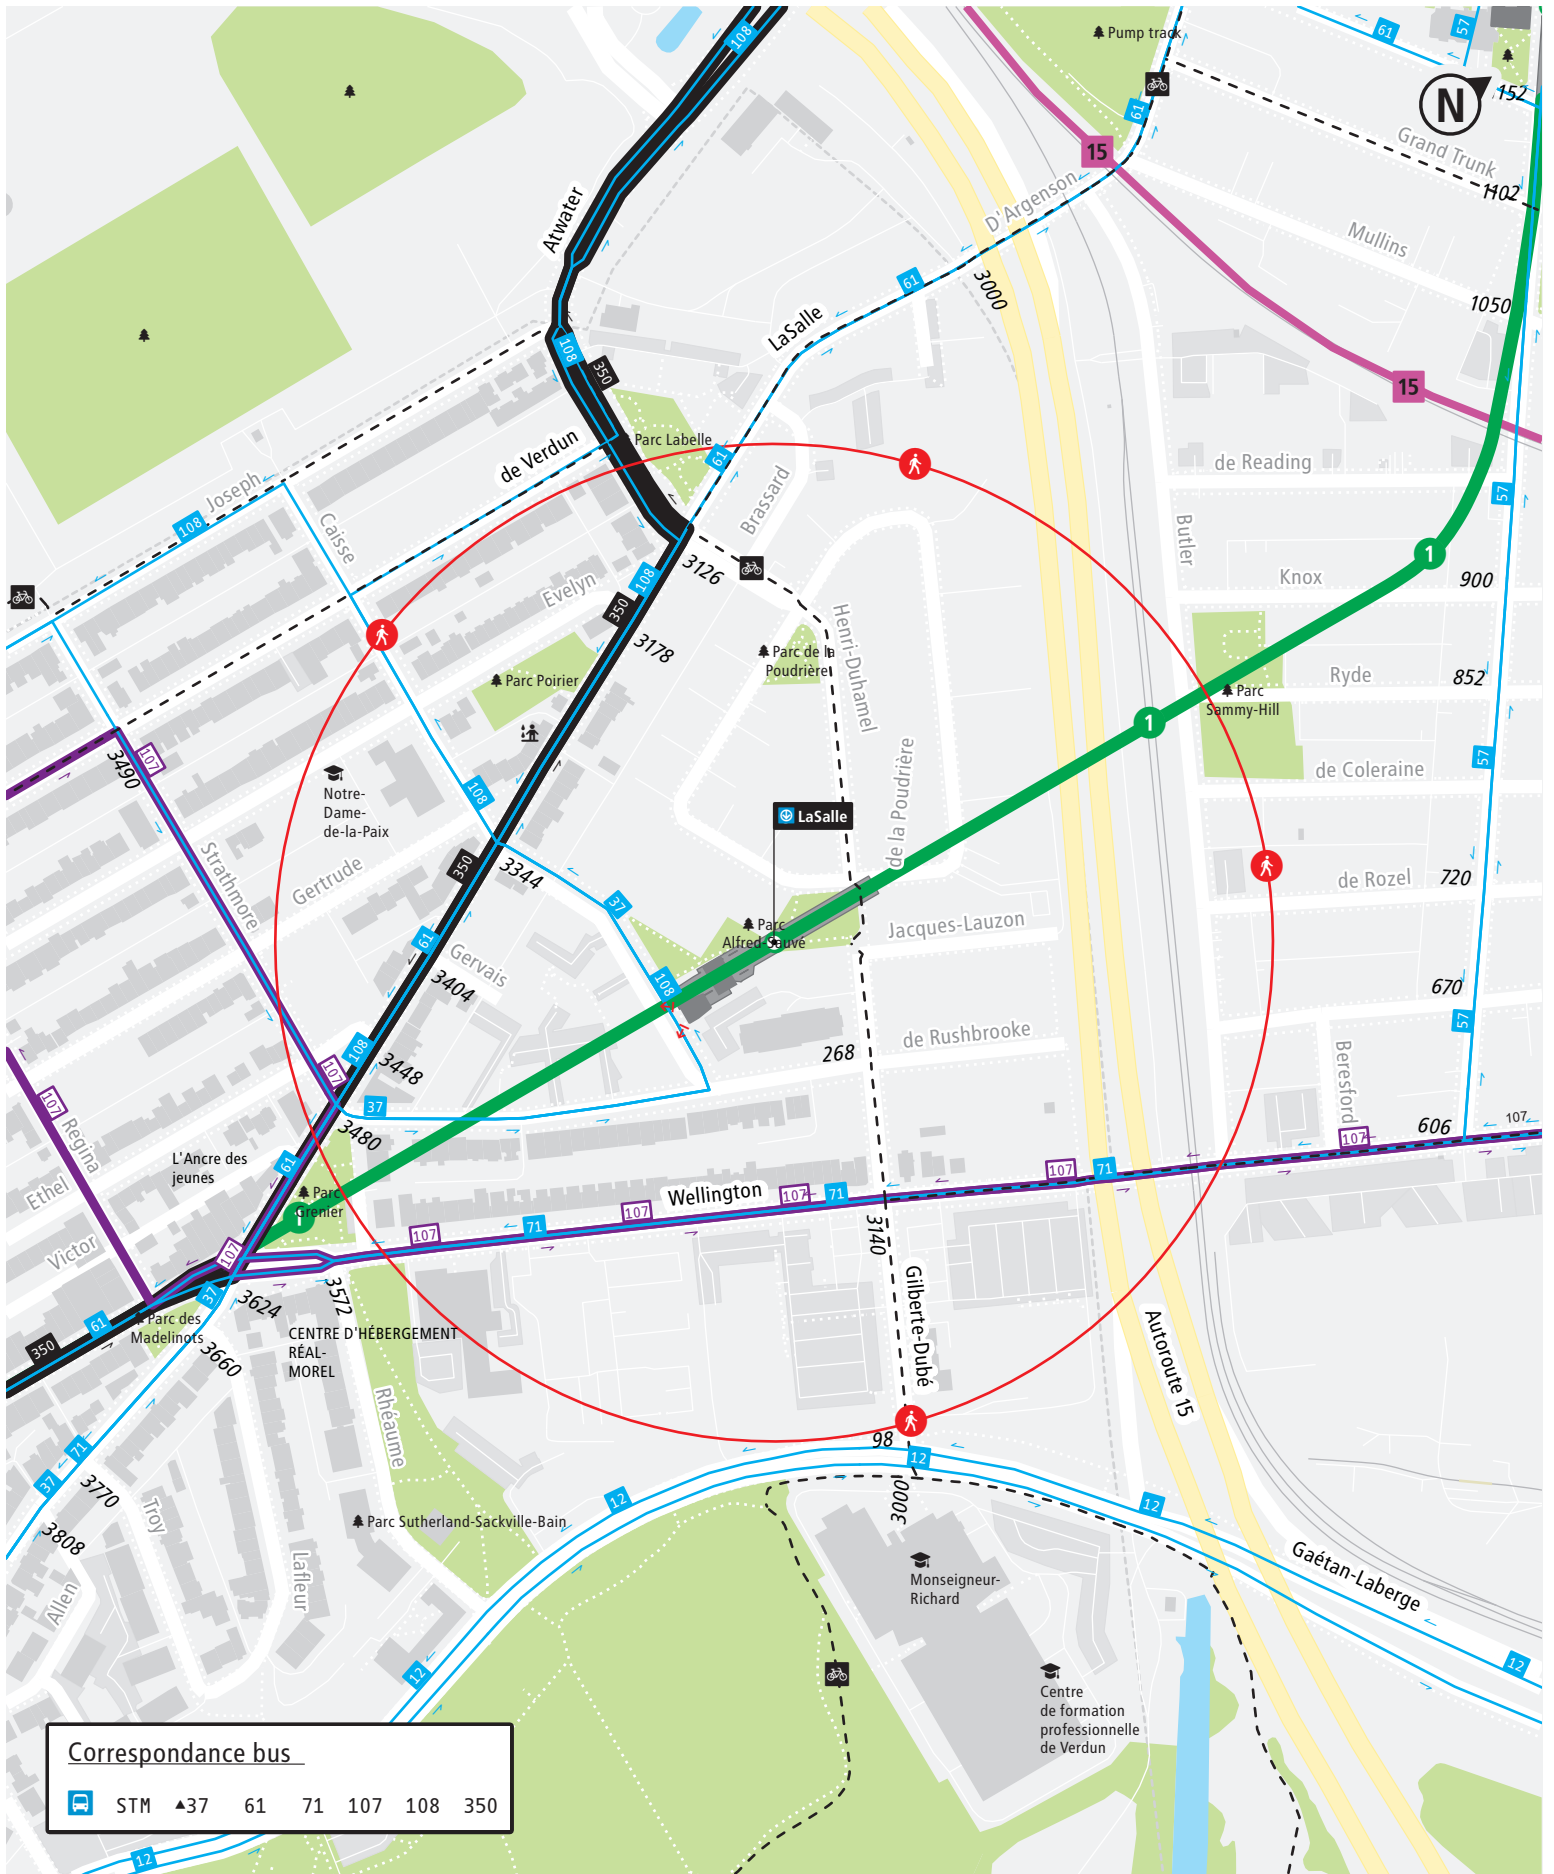 108
Pump track
61
57
N
152
Grand Trunk
1102
61
15
D'Argenson
Mullins
Atwater
3000
1050
61
LaSalle
108
350
15
Parc Labelle
de Verdun
61
de Reading
Joseph
108
Caisse
Brassard
57
Butler
1
3126
Knox
900
108
Evelyn
350
3178
Henri-Duhamel
Parc de la
Poudrière
Parc Poirier
Ryde
852
Parc
Sammy-Hill
1
3490
107
57
de Coleraine
Notre-
Dame-
de-la-Paix
108
de la Poudrière
LaSalle
Strathmore
Gertrude
350
3344
de Rozel
720
37
Parc
Alfred-Sauvé
Jacques-Lauzon
61
Gervais
3404
108
670
57
108
268
de Rushbrooke
3448
107
Beresford
37
3480
107
Regina
606
107
107
L'Ancre des
jeunes
61
107
71
Ethel
Parc
Grenier
1
Wellington
107
71
107
71
107
Victor
107
3140
37
3624
3572
61
Parc des
Madelinots
350
3660
CENTRE D'HÉBERGEMENT
RÉAL-
MOREL
Gilberte-Dubé
Autoroute 15
Rhéaume
98
12
71
37
3770
Troy
12
3000
12
3808
Parc Sutherland-Sackville-Bain
Gaétan-Laberge
Allen
Lafleur
Monseigneur-
Richard
12
12
Centre
de formation
professionnelle
de Verdun
Correspondance bus
STM ▲37 61 71 107 108 350
12